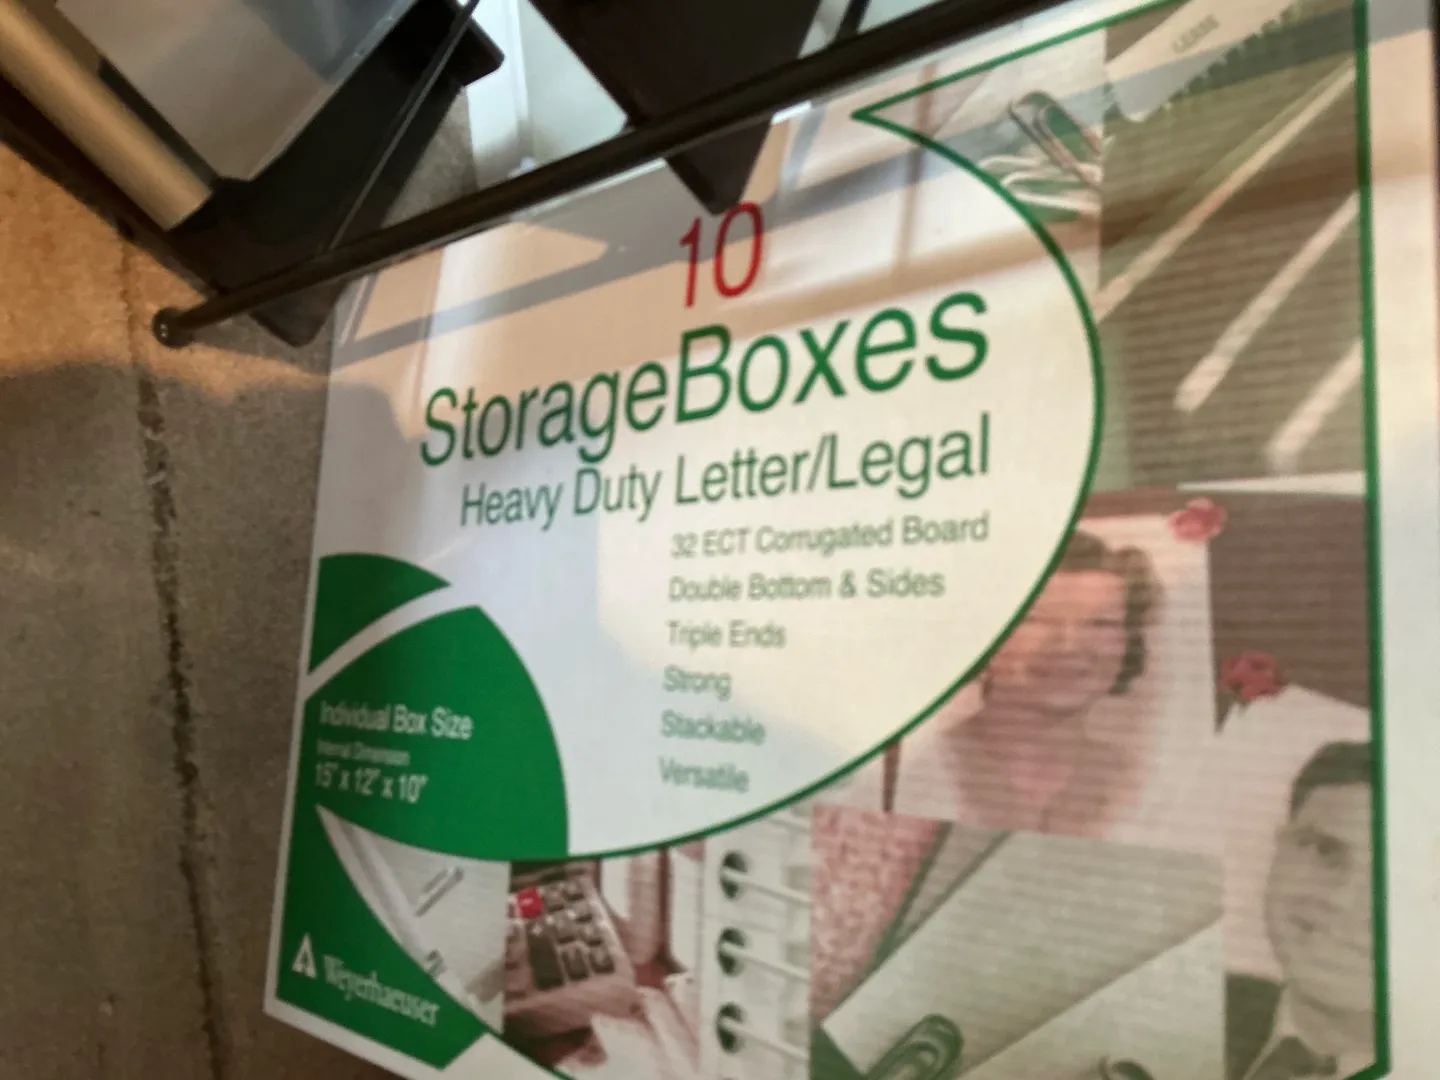 10
StorageBoxes
Heavy Duty Letter/Legal
32 ECT Corrugated Board
Double Bottom & Sides
Triple Ends
Strong
Stackable
Versatile
Individual Box Size
Internal Dimension
15" x 12" x 10"
Weyerhaeuser